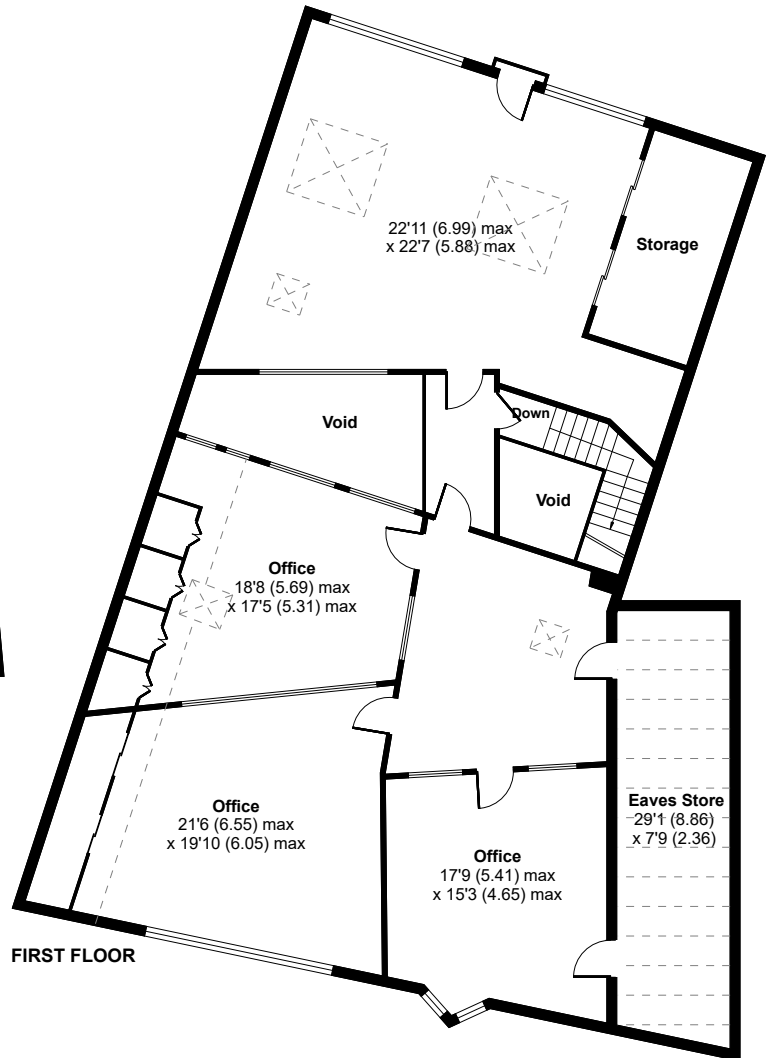 22'11 (6.99) max
x 22'7 (5.88) max
Storage
Void
Down
Void
Office
18'8 (5.69) max
x 17'5 (5.31) max
Office
21'6 (6.55) max
x 19'10 (6.05) max
Office
17'9 (5.41) max
x 15'3 (4.65) max
Eaves Store
29'1 (8.86)
x 7'9 (2.36)
FIRST FLOOR